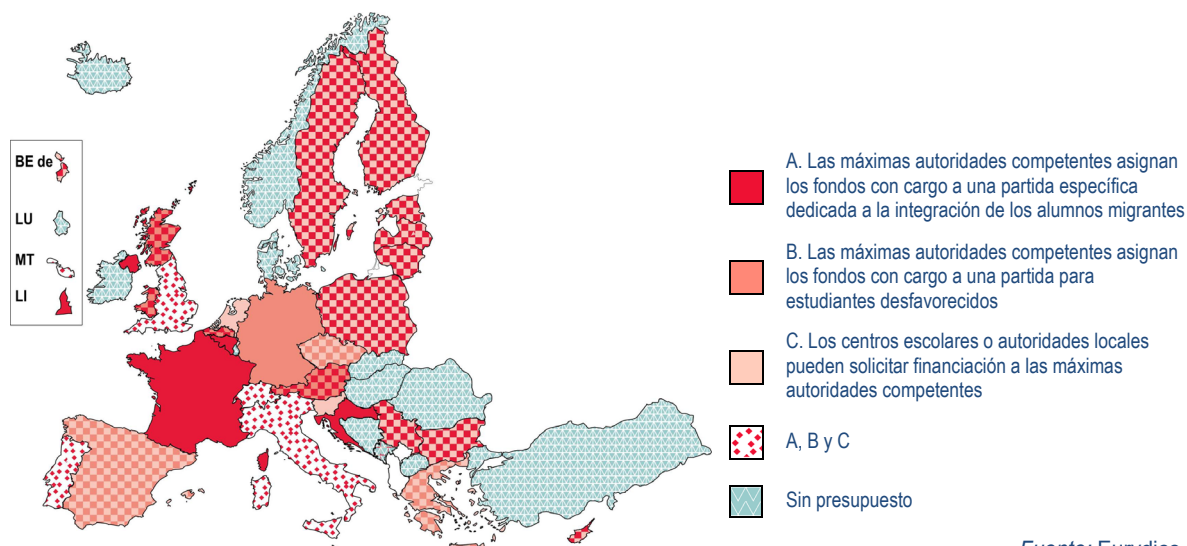 BE de
LU
MT
LI
A. Las máximas autoridades competentes asignan
los fondos con cargo a una partida específica
dedicada a la integración de los alumnos migrantes
B. Las máximas autoridades competentes asignan
los fondos con cargo a una partida para
estudiantes desfavorecidos
C. Los centros escolares o autoridades locales
pueden solicitar financiación a las máximas
autoridades competentes
A, B y C
Sin presupuesto